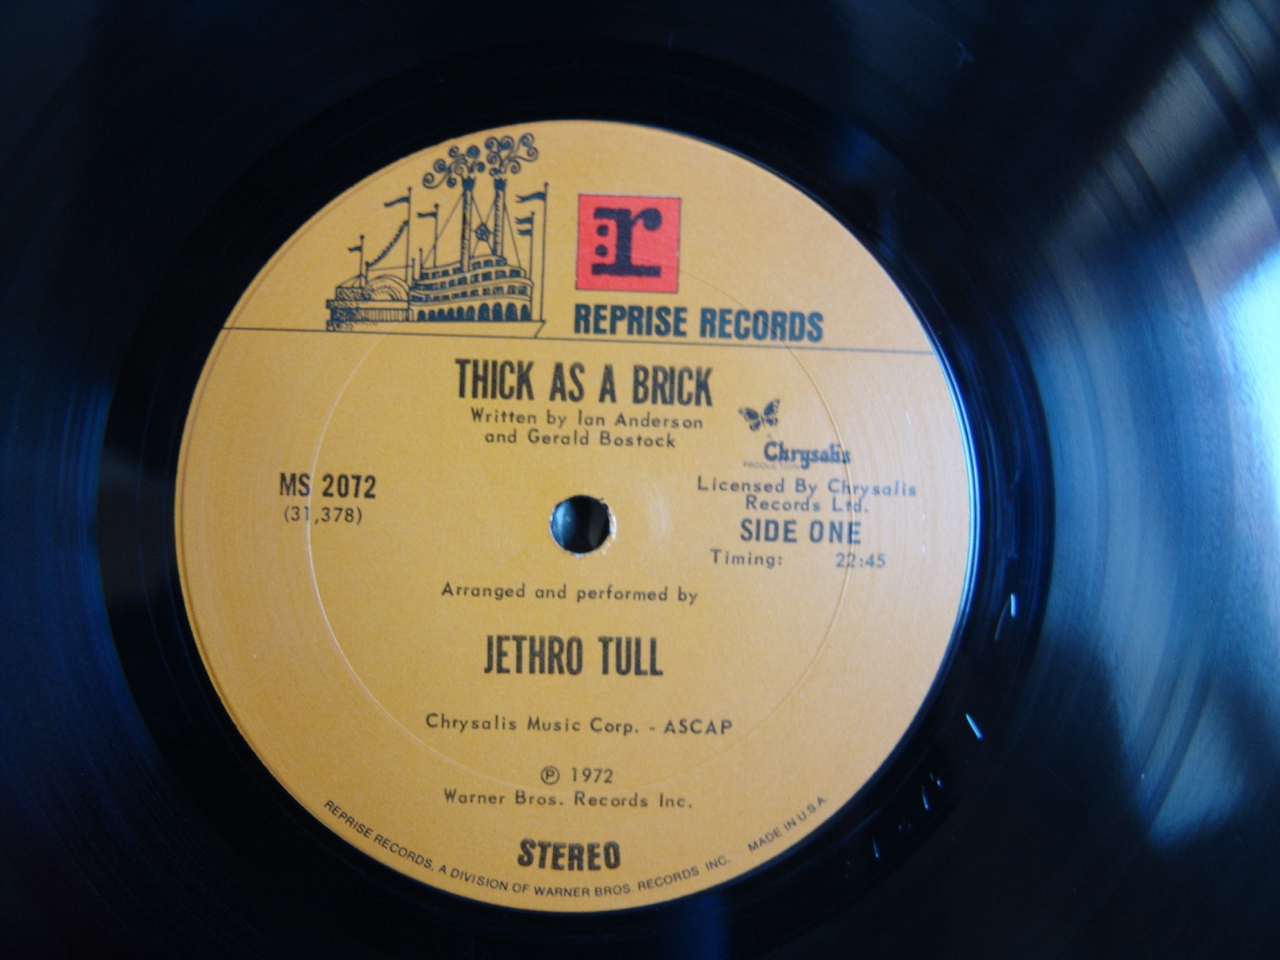 r
REPRISE RECORDS
THICK AS A BRICK
Written by Ian Anderson
and Gerald Bostock
Chrysalis
PRODUCTION
MS 2072
(31,378)
Licensed By Chrysalis
Records Ltd.
SIDE ONE
Timing: 22:45
Arranged and performed by
JETHRO TULL
Chrysalis Music Corp. - ASCAP
℗ 1972
Warner Bros. Records Inc.
STEREO
REPRISE RECORDS, A DIVISION OF WARNER BROS. RECORDS INC. MADE IN U.S.A.